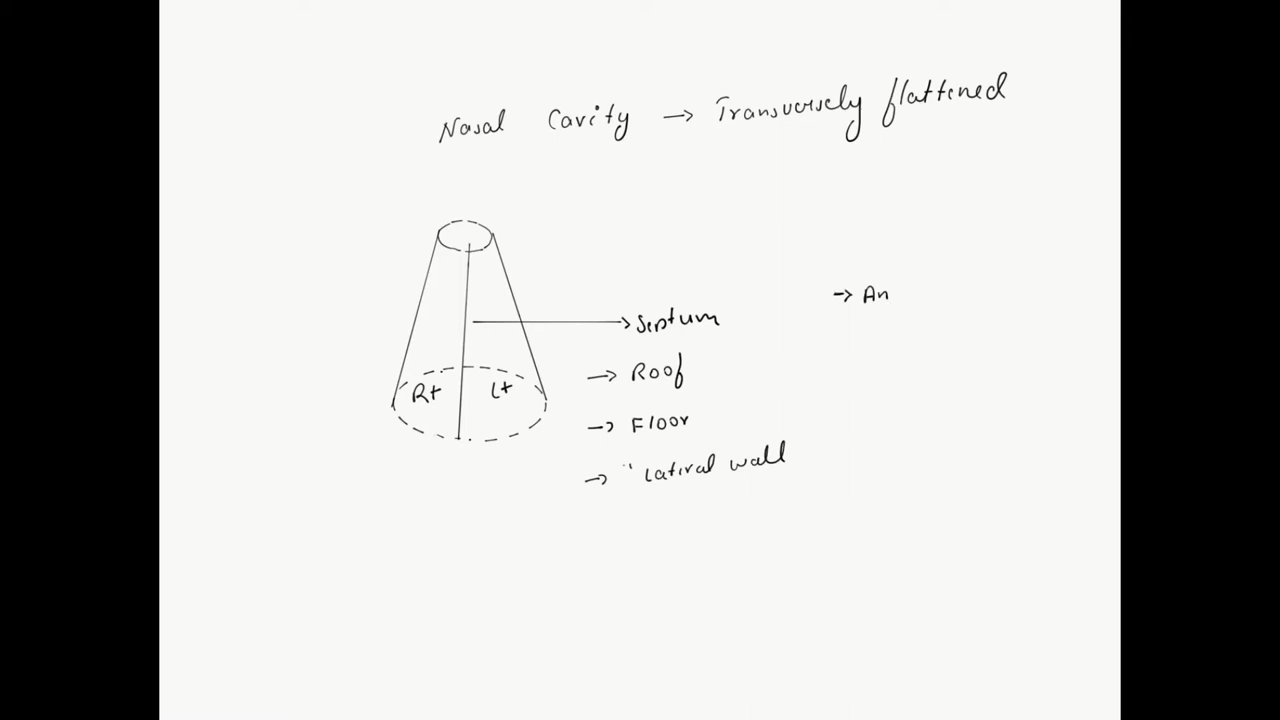 Nasal Cavity → Transversely flattened
→ Septum
→ An
→ Roof
Rt Lt
→ Floor
→ " Lateral wall